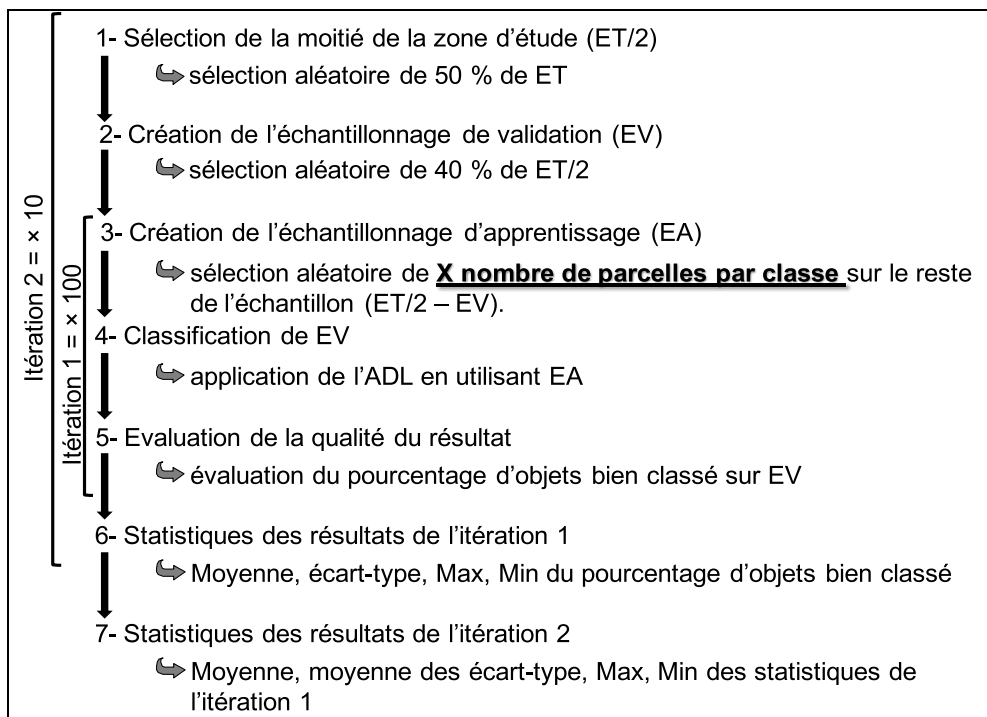 1- Sélection de la moitié de la zone d'étude (ET/2)
sélection aléatoire de 50 % de ET
2- Création de l'échantillonnage de validation (EV)
sélection aléatoire de 40 % de ET/2
Itération 2 = × 10
Itération 1 = × 100
3- Création de l'échantillonnage d'apprentissage (EA)
sélection aléatoire de X nombre de parcelles par classe sur le reste
de l'échantillon (ET/2 – EV).
4- Classification de EV
application de l'ADL en utilisant EA
5- Evaluation de la qualité du résultat
évaluation du pourcentage d'objets bien classé sur EV
6- Statistiques des résultats de l'itération 1
Moyenne, écart-type, Max, Min du pourcentage d'objets bien classé
7- Statistiques des résultats de l'itération 2
Moyenne, moyenne des écart-type, Max, Min des statistiques de
l'itération 1